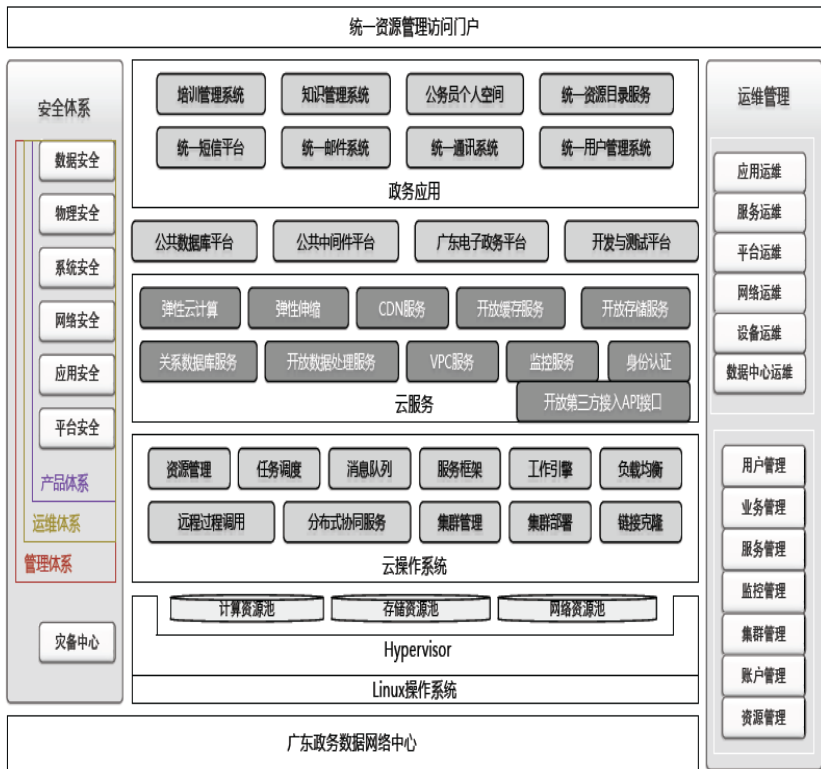 统一资源管理访问门户
安全体系
数据安全
物理安全
系统安全
网络安全
应用安全
平台安全
产品体系
运维体系
管理体系
灾备中心
培训管理系统 知识管理系统 公务员个人空间 统一资源目录服务
统一短信平台 统一邮件系统 统一通讯系统 统一用户管理系统
政务应用
公共数据库平台 公共中间件平台 广东电子政务平台 开发与测试平台
弹性云计算 弹性伸缩 CDN服务 开放缓存服务 开放存储服务
关系数据库服务 开放数据处理服务 VPC服务 监控服务 身份认证
云服务 开放第三方接入API接口
资源管理 任务调度 消息队列 服务框架 工作引擎 负载均衡
远程过程调用 分布式协同服务 集群管理 集群部署 链接克隆
云操作系统
计算资源池 存储资源池 网络资源池
Hypervisor
Linux操作系统
广东政务数据网络中心
运维管理
应用运维
服务运维
平台运维
网络运维
设备运维
数据中心运维
用户管理
业务管理
服务管理
监控管理
集群管理
账户管理
资源管理